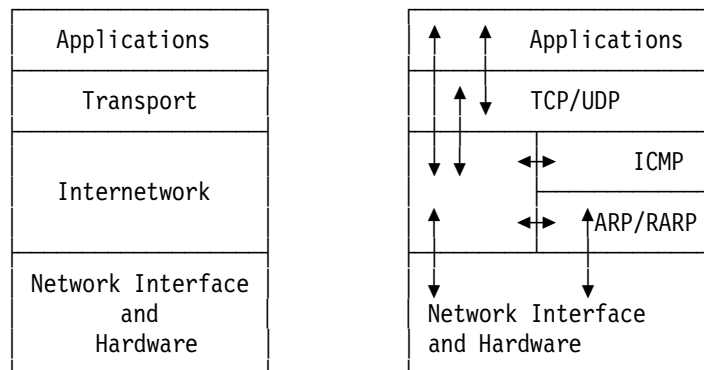 Applications
Transport
Internetwork
Network Interface
and
Hardware
Applications
TCP/UDP
ICMP
ARP/RARP
Network Interface
and Hardware